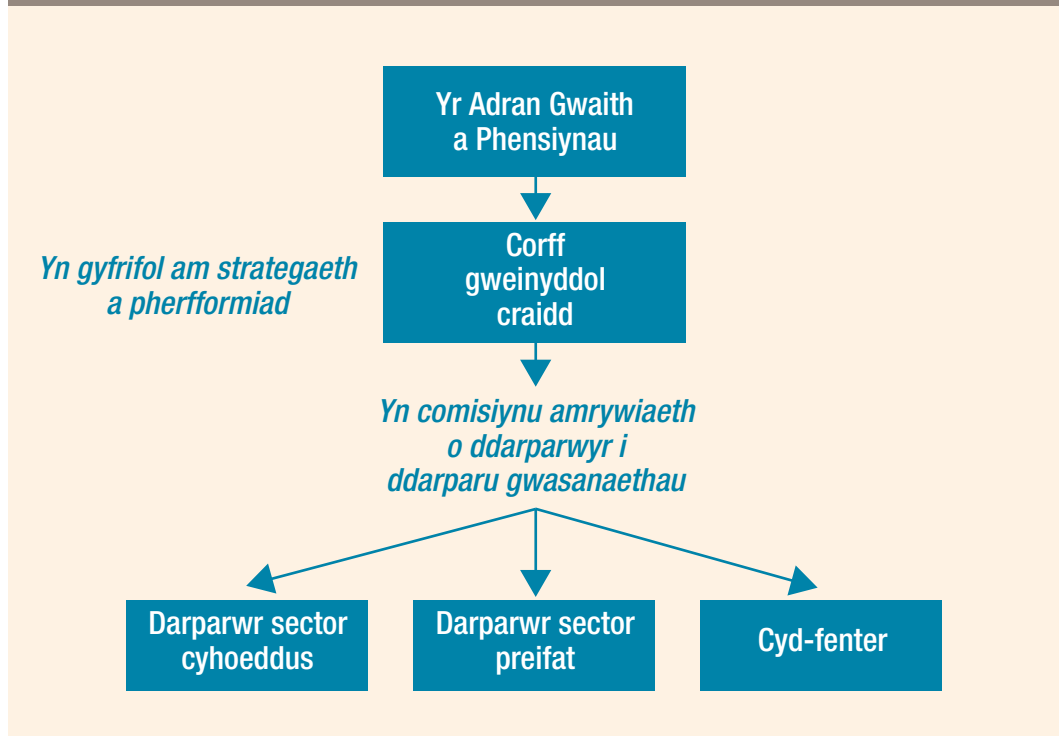 Yr Adran Gwaith
a Phensiynau
Corff
gweinyddol
craidd
Yn gyfrifol am strategaeth
a pherfformiad
Yn comisiynu amrywiaeth
o ddarparwyr i
ddarparu gwasanaethau
Darparwr sector
cyhoeddus
Darparwr sector
preifat
Cyd-fenter